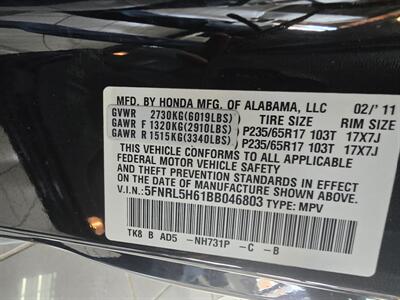 MFD. BY HONDA MFG. OF ALABAMA, LLC 02/'11
GVWR 2730KG(6019LBS) TIRE SIZE RIM SIZE
GAWR F 1320KG(2910LBS) P235/65R17 103T 17X7J
GAWR R 1515KG(3340LBS) P235/65R17 103T 17X7J
THIS VEHICLE CONFORMS TO ALL APPLICABLE
FEDERAL MOTOR VEHICLE SAFETY
AND THEFT PREVENTION STANDARDS IN EFFECT
ON THE DATE OF MANUFACTURE SHOWN ABOVE.
V.I.N.: 5FNRL5H61BB046803 TYPE: MPV
TK8 B AD5 -NH731P -C -B